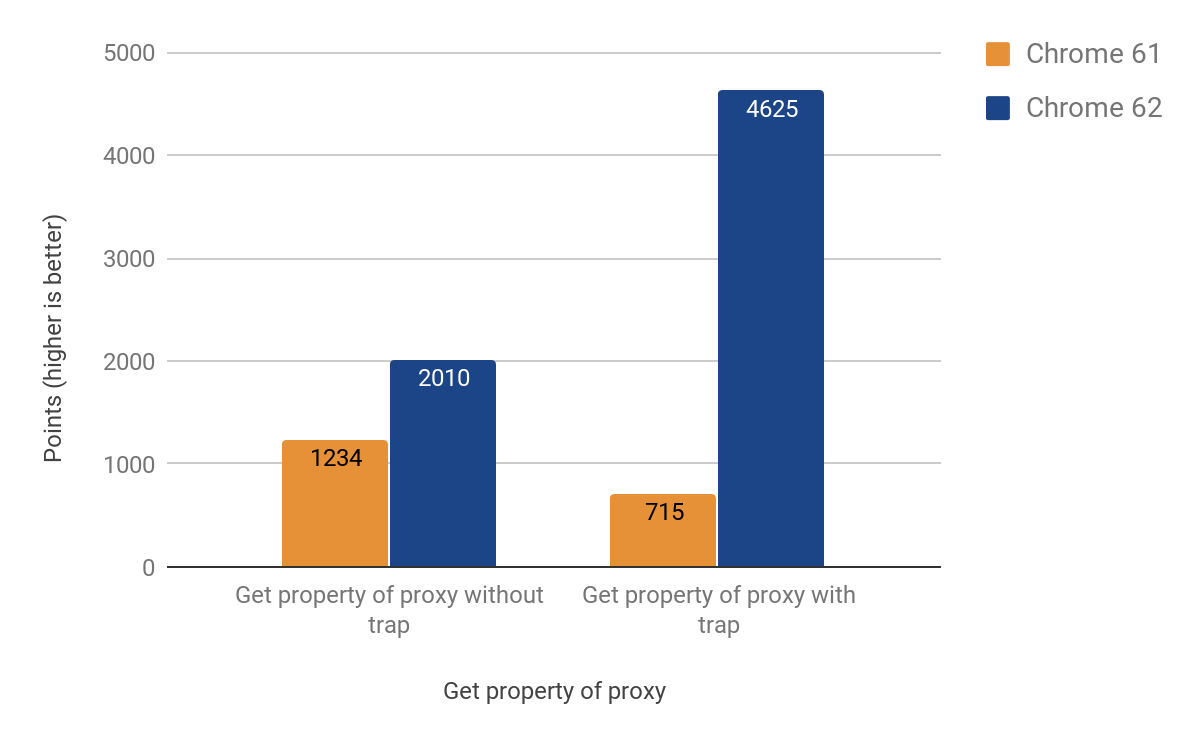 5000
4000
3000
2000
1000
0
Points (higher is better)
4625
2010
1234
715
Get property of proxy without
trap
Get property of proxy with
trap
Get property of proxy
Chrome 61
Chrome 62